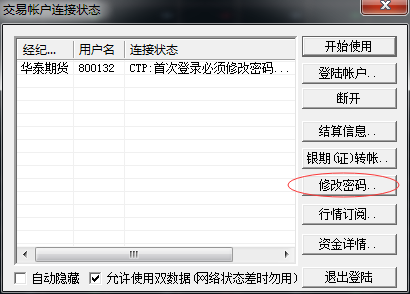 交易帐户连接状态
经纪... 用户名 连接状态
华泰期货 800132 CTP:首次登录必须修改密码...
开始使用
登陆帐户..
断开
结算信息..
银期(证)转帐..
修改密码..
行情订阅..
资金详情..
自动隐藏 允许使用双数据(网络状态差时勿用) 退出登陆